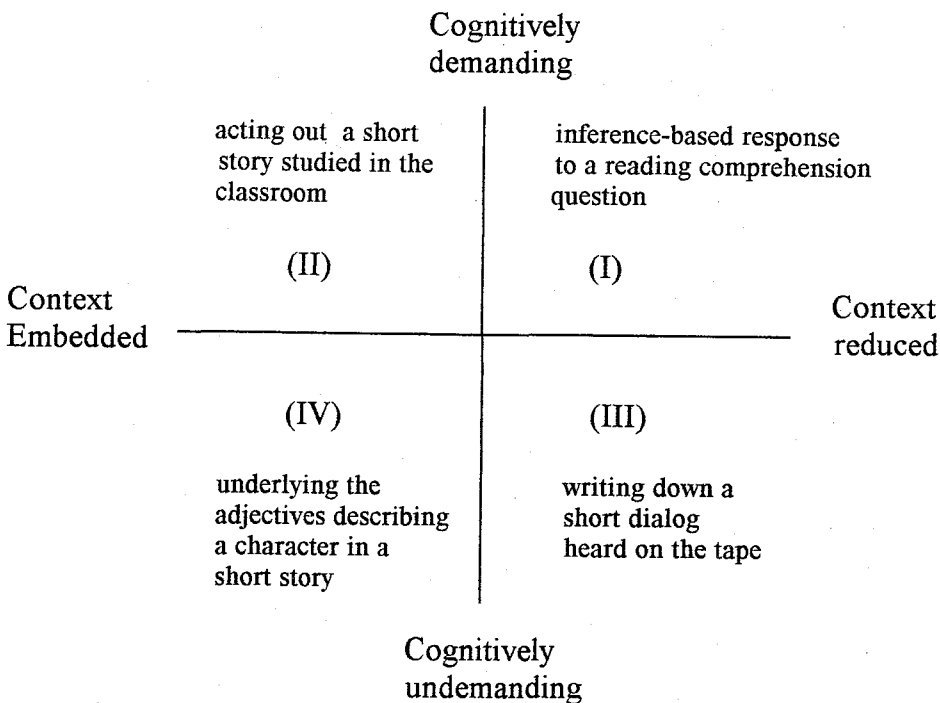 Cognitively
demanding
acting out a short
story studied in the
classroom
(II)
inference-based response
to a reading comprehension
question
(I)
Context
Embedded
Context
reduced
(IV)
underlying the
adjectives describing
a character in a
short story
(III)
writing down a
short dialog
heard on the tape
Cognitively
undemanding